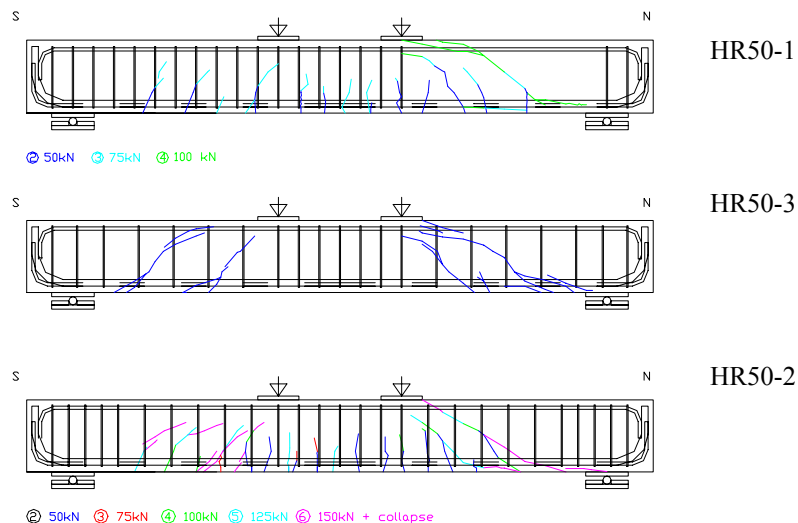 S N HR50-1
② 50kN ③ 75kN ④ 100 kN
S N HR50-3
S N HR50-2
② 50kN ③ 75kN ④ 100kN ⑤ 125kN ⑥ 150kN + collapse